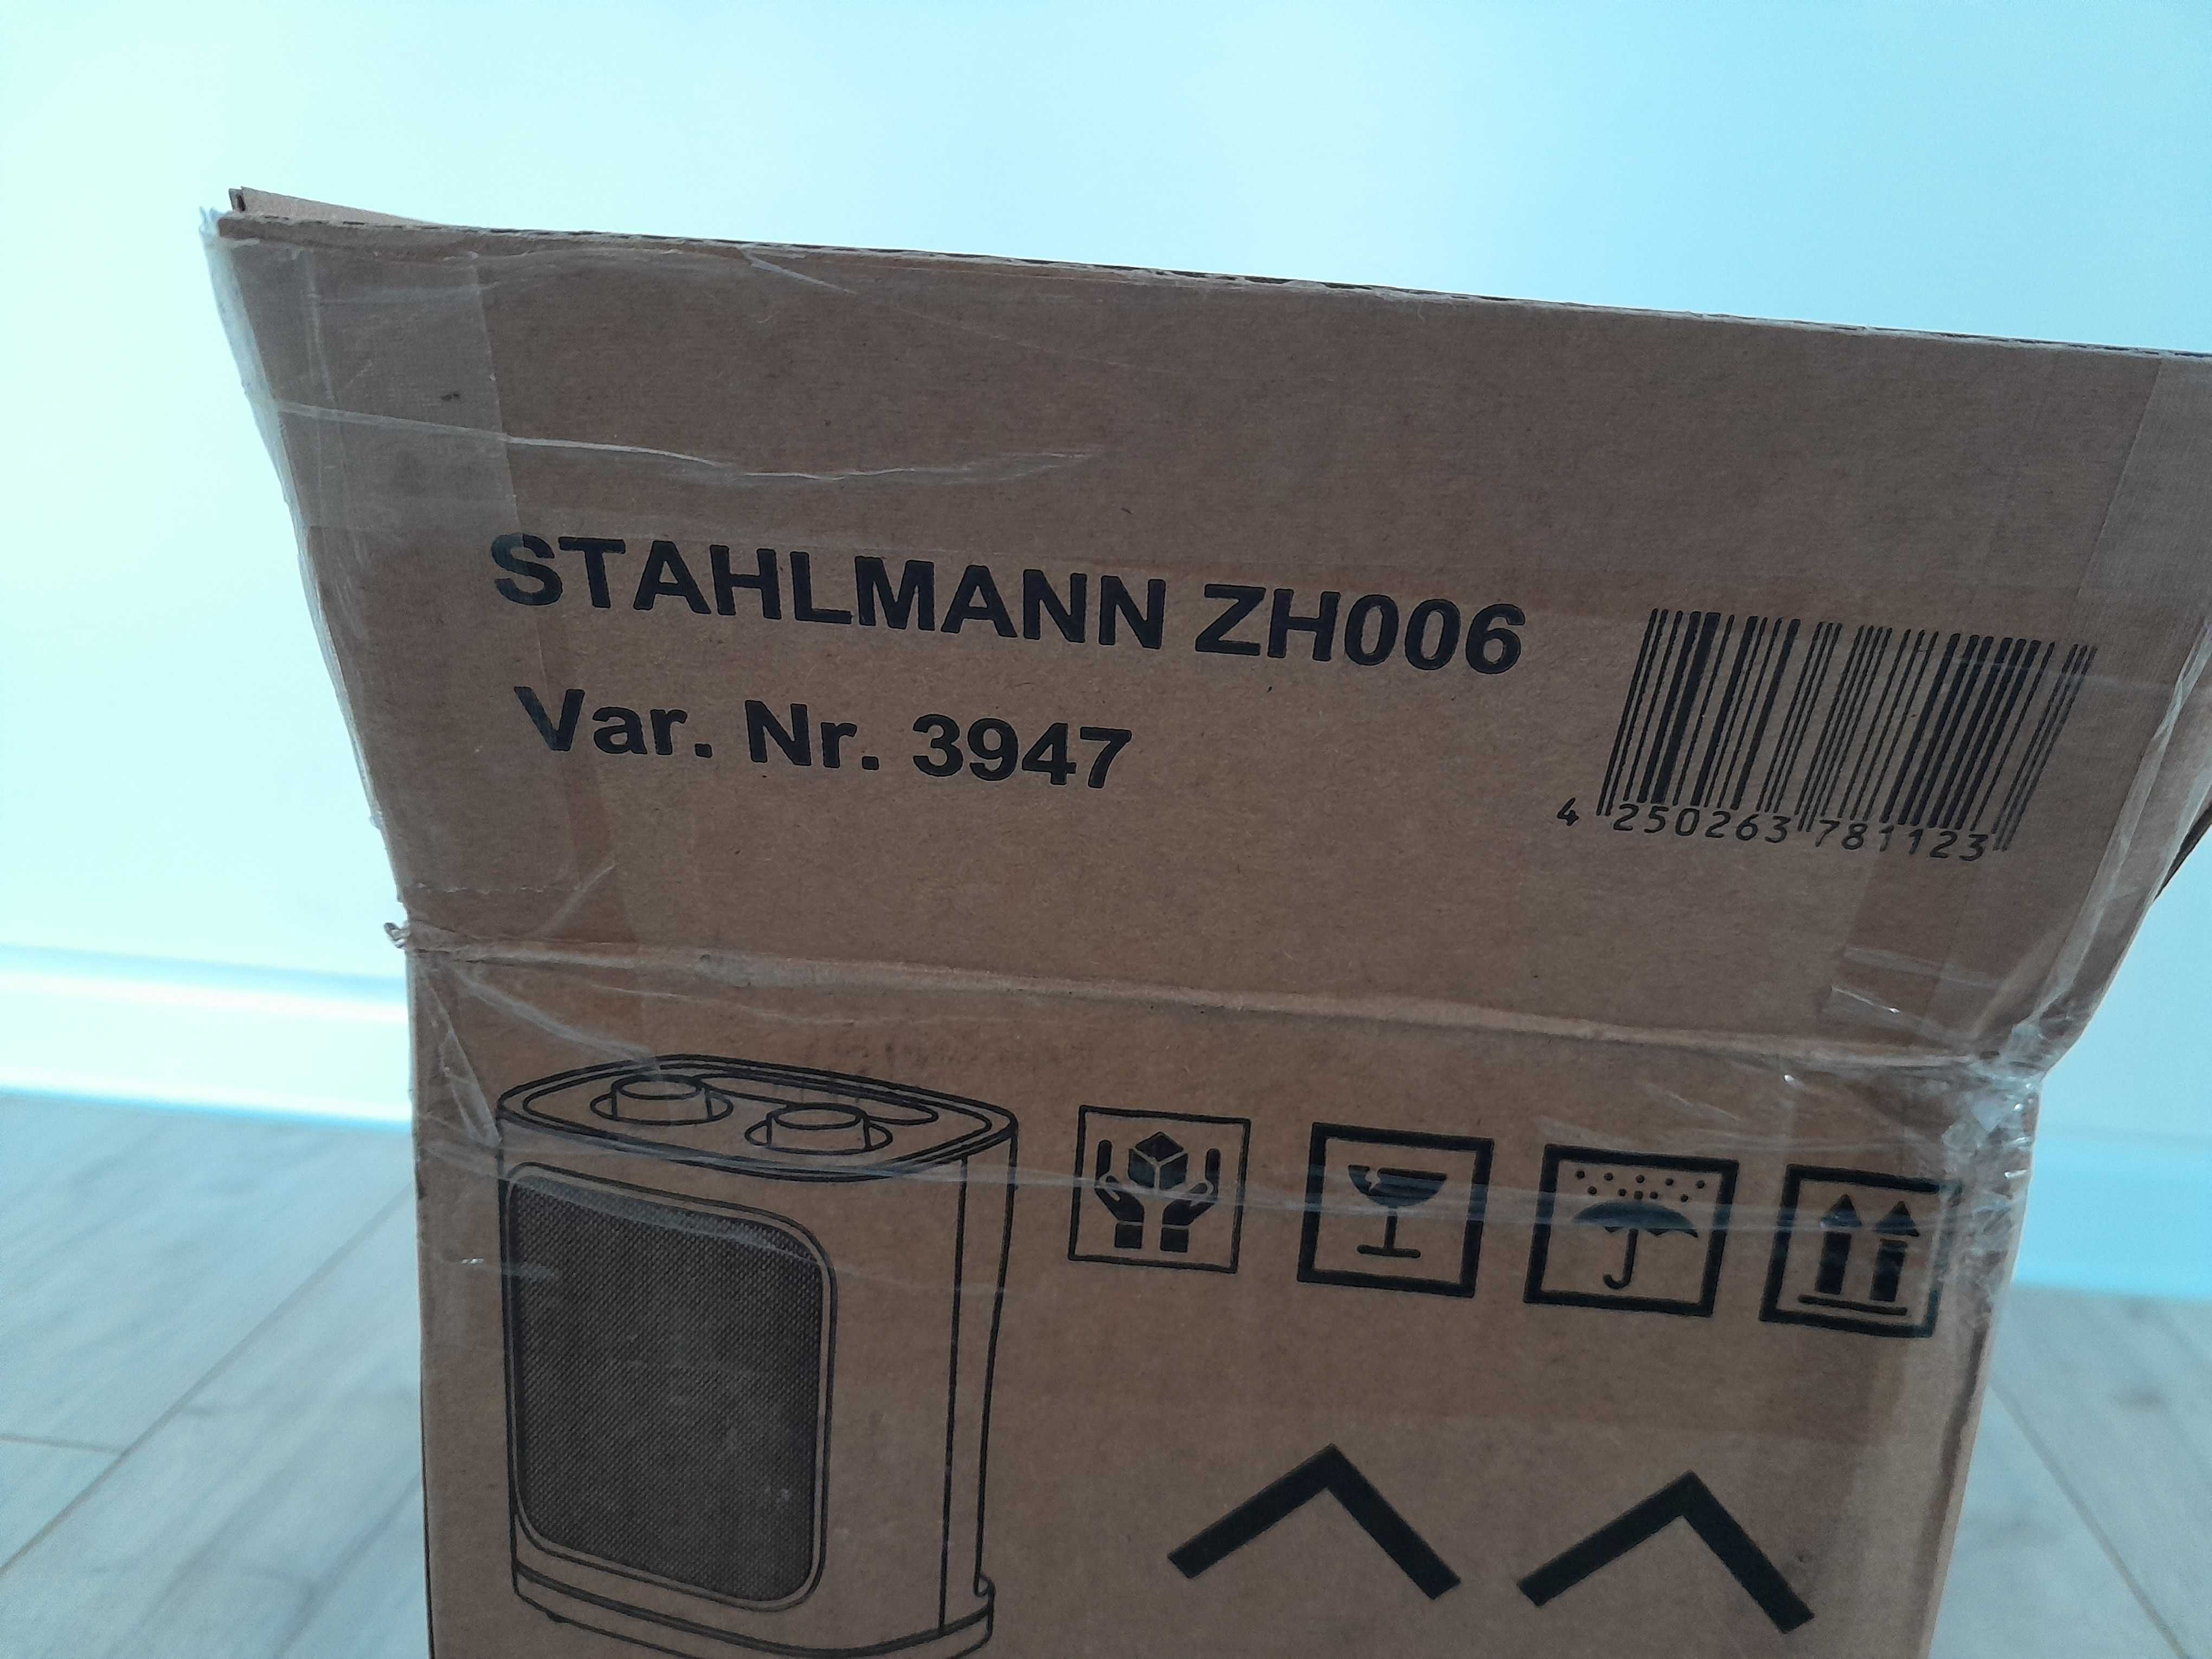 STAHLMANN ZH006
Var. Nr. 3947
4 250263 781123